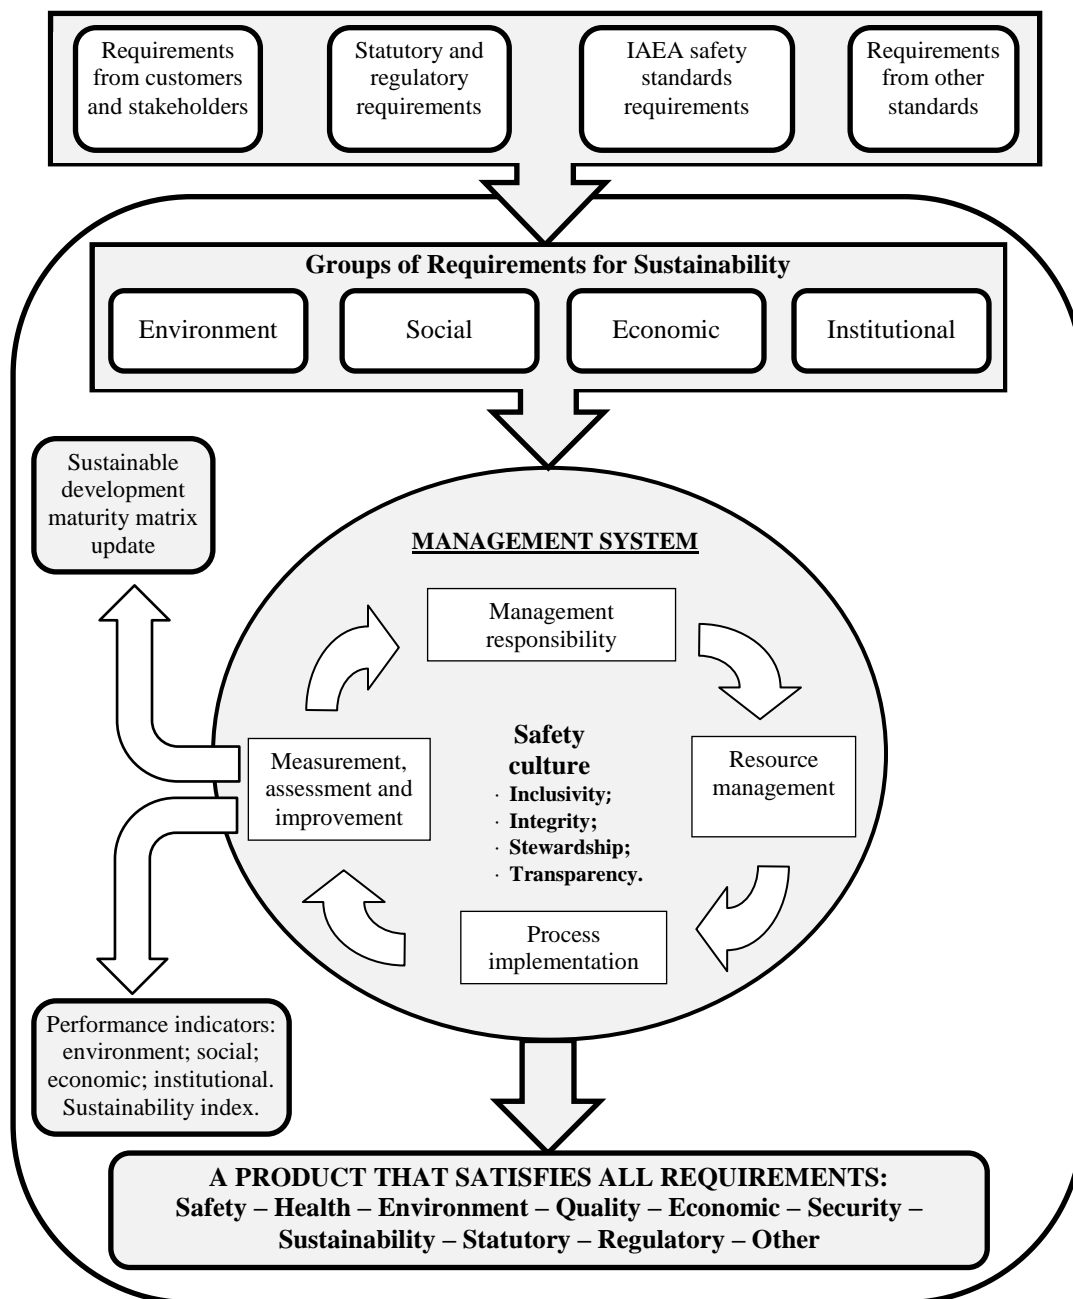 Requirements
from customers
and stakeholders
Statutory and
regulatory
requirements
IAEA safety
standards
requirements
Requirements
from other
standards
Groups of Requirements for Sustainability
Environment
Social
Economic
Institutional
Sustainable
development
maturity matrix
update
MANAGEMENT SYSTEM
Management
responsibility
Safety
culture
· Inclusivity;
· Integrity;
· Stewardship;
· Transparency.
Measurement,
assessment and
improvement
Resource
management
Process
implementation
Performance indicators:
environment; social;
economic; institutional.
Sustainability index.
A PRODUCT THAT SATISFIES ALL REQUIREMENTS:
Safety – Health – Environment – Quality – Economic – Security –
Sustainability – Statutory – Regulatory – Other